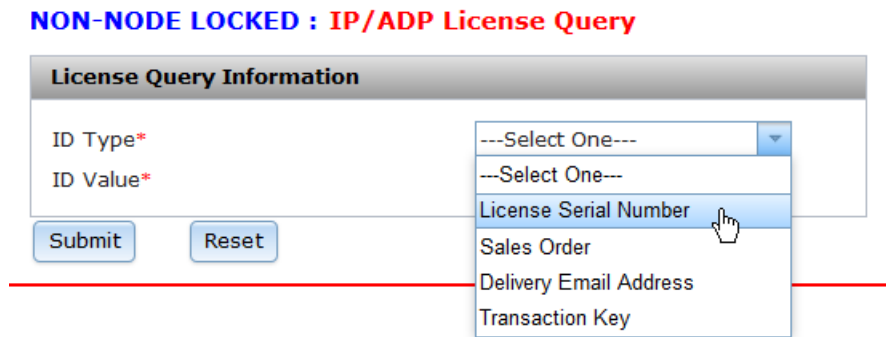 NON-NODE LOCKED : IP/ADP License Query
License Query Information
ID Type*
---Select One---
ID Value*
---Select One---
License Serial Number
Sales Order
Delivery Email Address
Transaction Key
Submit
Reset